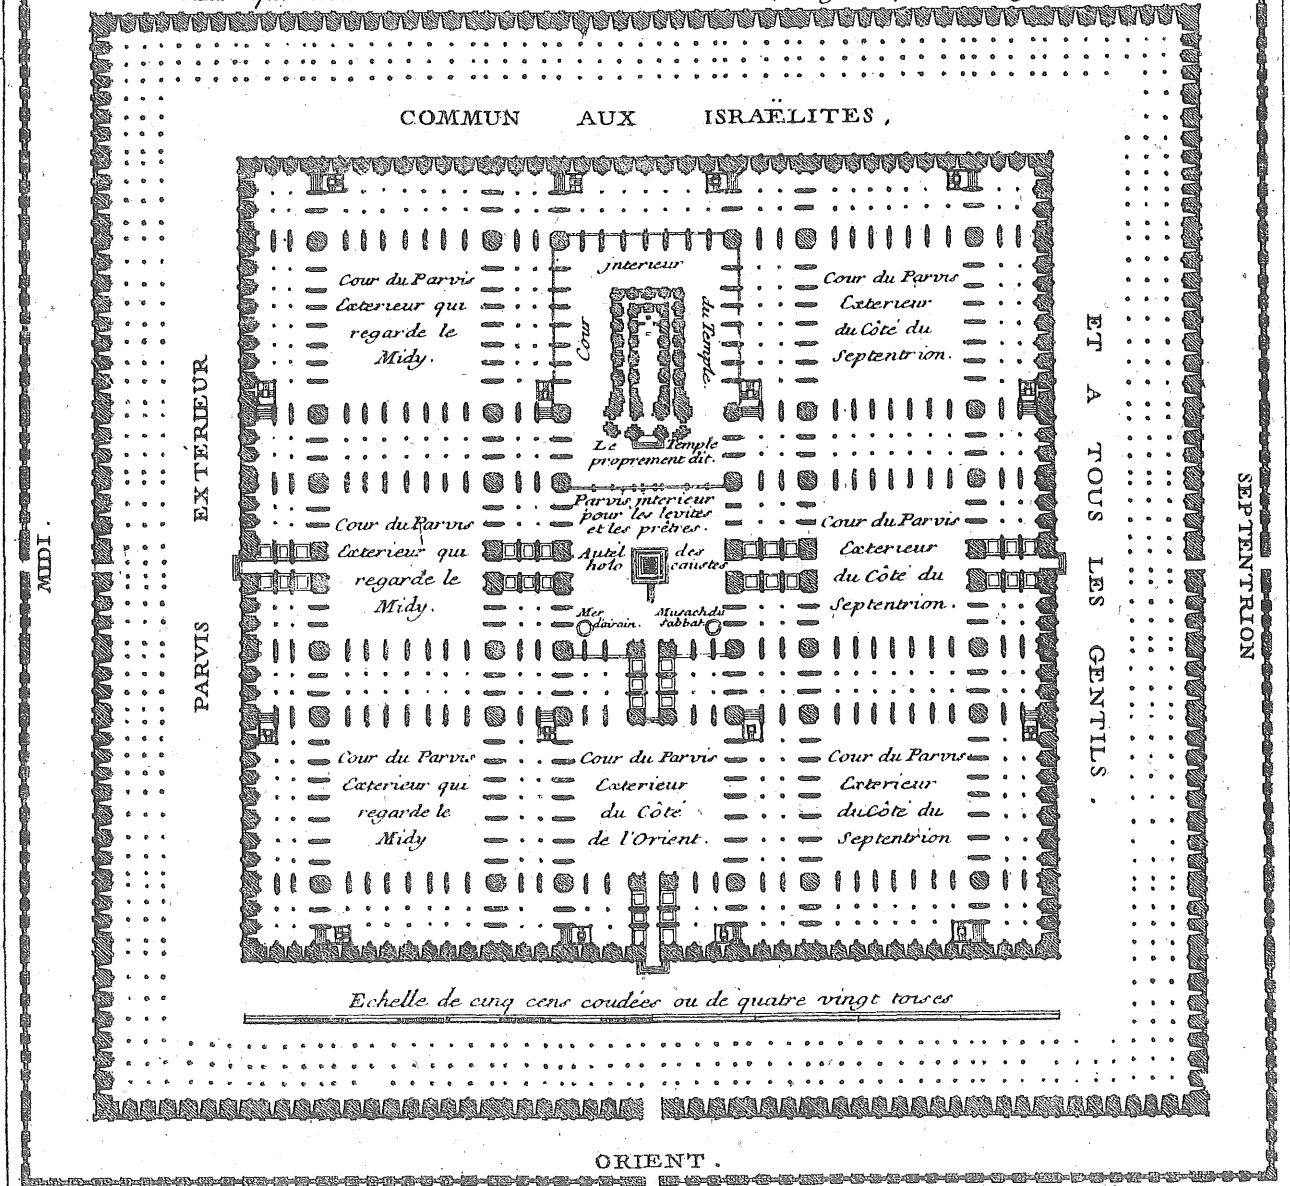 COMMUN AUX ISRAËLITES,
PARVIS EXTERIEUR
MIDI.
ET A TOUS LES GENTILS.
SEPTENTRION
Cour du Parvis
Exterieur qui
regarde le
Midy.
jnterieur
Cour
du Temple.
Cour du Parvis
Exterieur
du Côté du
Septentrion.
Le Temple
proprement dit.
Parvis jnterieur
pour les levites
et les prêtres.
Autel des
holo caustes
Mer
d'airain.
Musach du
sabbat
Cour du Parvis
Exterieur qui
regarde le
Midy.
Cour du Parvis
Exterieur
du Côté du
Septentrion.
Cour du Parvis
Exterieur qui
regarde le
Midy
Cour du Parvis
Exterieur
du Côté
de l'Orient.
Cour du Parvis
Exterieur
du Côté du
Septentrion
Echelle de cinq cens coudées ou de quatre vingt toises
ORIENT.